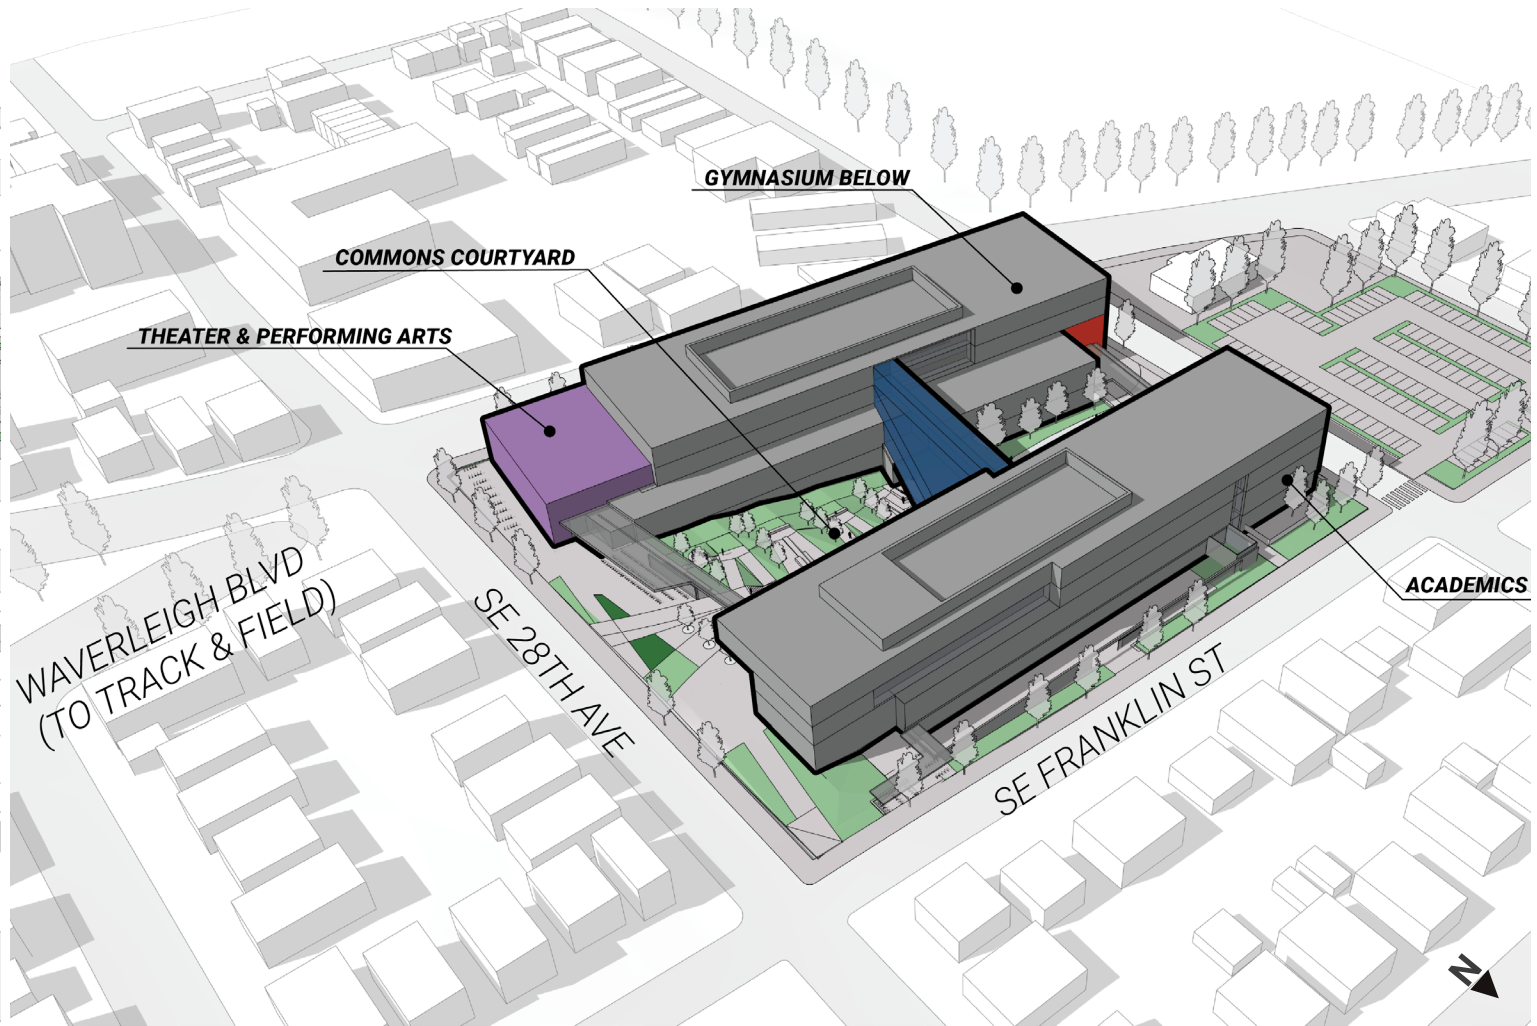 GYMNASIUM BELOW
COMMONS COURTYARD
THEATER & PERFORMING ARTS
ACADEMICS
WAVERLEIGH BLVD
(TO TRACK & FIELD)
SE 28TH AVE
SE FRANKLIN ST
N